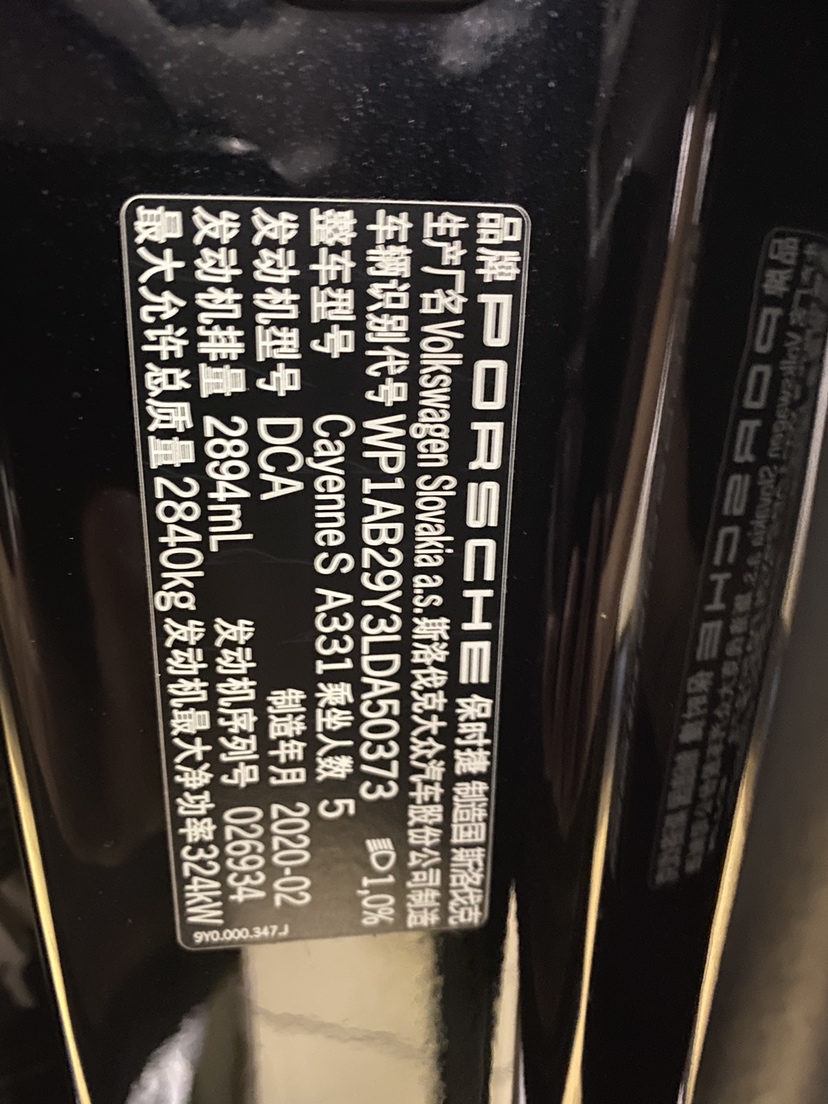 品牌 PORSCHE 保时捷 制造国 斯洛伐克
生产厂名 Volkswagen Slovakia a.s. 斯洛伐克大众汽车股份公司制造
车辆识别代号 WP1AB29Y3LDA50373 1,0%
整车型号 Cayenne S A331 乘坐人数 5
发动机型号 DCA 制造年月 2020-02
发动机排量 2894mL 发动机序列号 026934
最大允许总质量 2840kg 发动机最大净功率324kW
9Y0.000.347.J